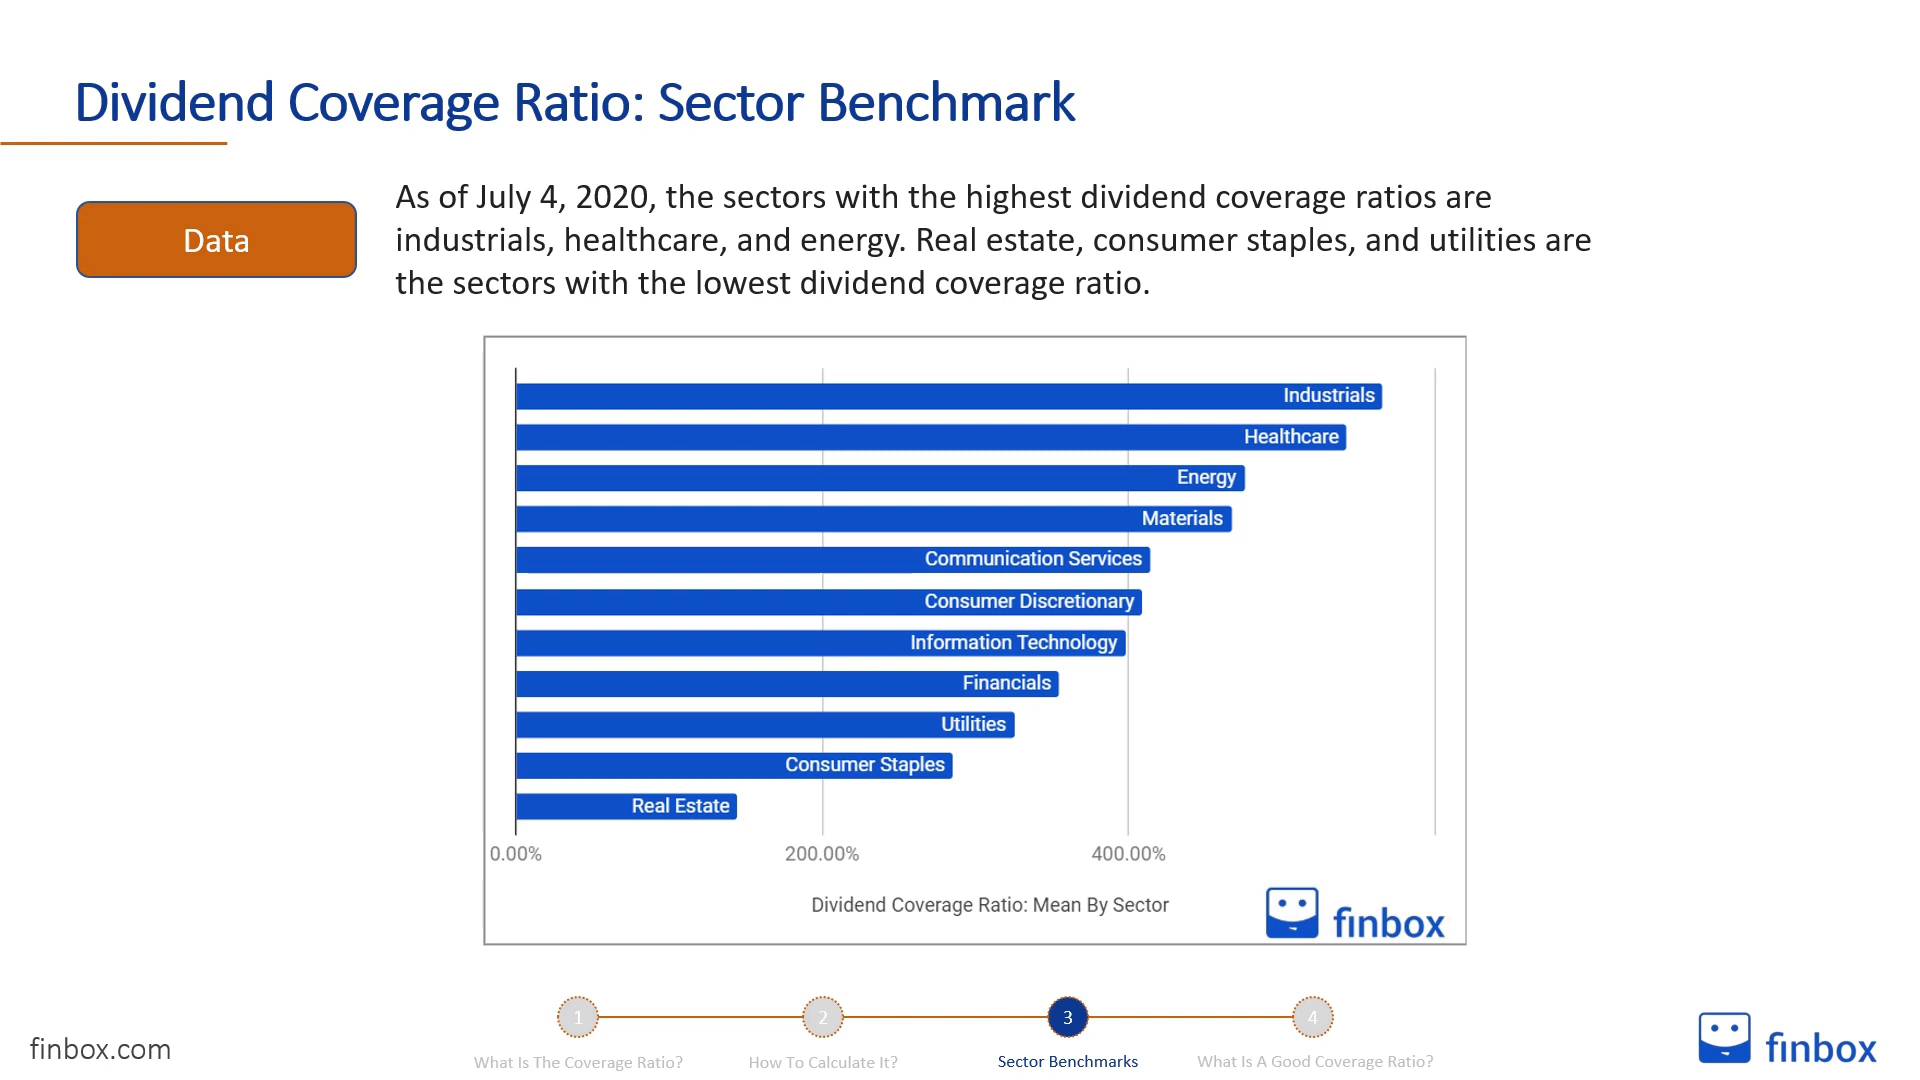 Dividend Coverage Ratio: Sector Benchmark
Data
As of July 4, 2020, the sectors with the highest dividend coverage ratios are
industrials, healthcare, and energy. Real estate, consumer staples, and utilities are
the sectors with the lowest dividend coverage ratio.
Industrials
Healthcare
Energy
Materials
Communication Services
Consumer Discretionary
Information Technology
Financials
Utilities
Consumer Staples
Real Estate
0.00% 200.00% 400.00%
Dividend Coverage Ratio: Mean By Sector
finbox
1 2 3 4
What Is The Coverage Ratio? How To Calculate It? Sector Benchmarks What Is A Good Coverage Ratio?
finbox.com
finbox